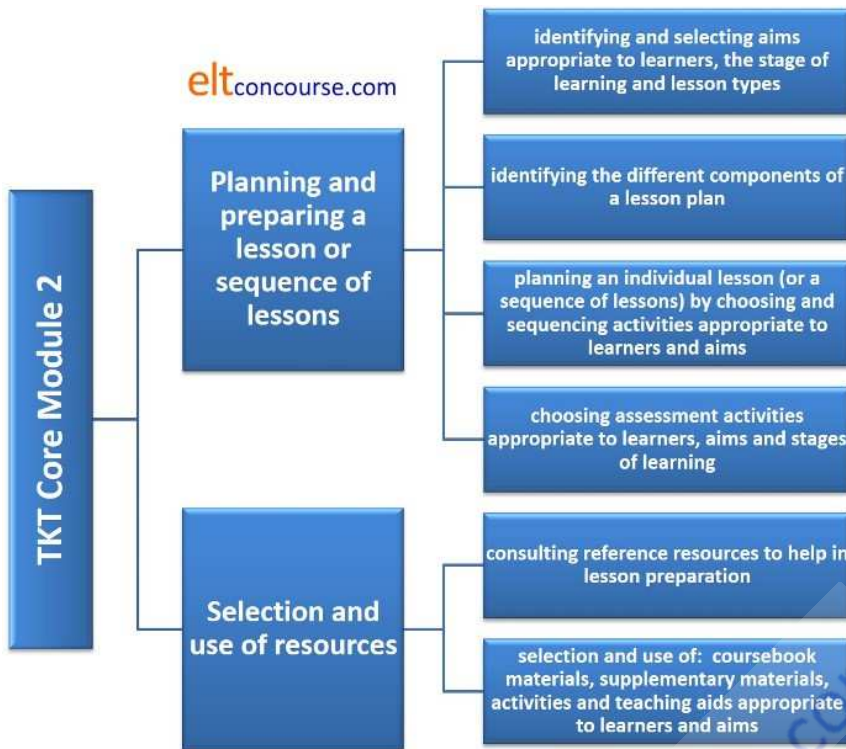 eltconcourse.com
TKT Core Module 2
Planning and
preparing a
lesson or
sequence of
lessons
identifying and selecting aims
appropriate to learners, the stage of
learning and lesson types
identifying the different components of
a lesson plan
planning an individual lesson (or a
sequence of lessons) by choosing and
sequencing activities appropriate to
learners and aims
choosing assessment activities
appropriate to learners, aims and stages
of learning
Selection and
use of resources
consulting reference resources to help in
lesson preparation
selection and use of: coursebook
materials, supplementary materials,
activities and teaching aids appropriate
to learners and aims